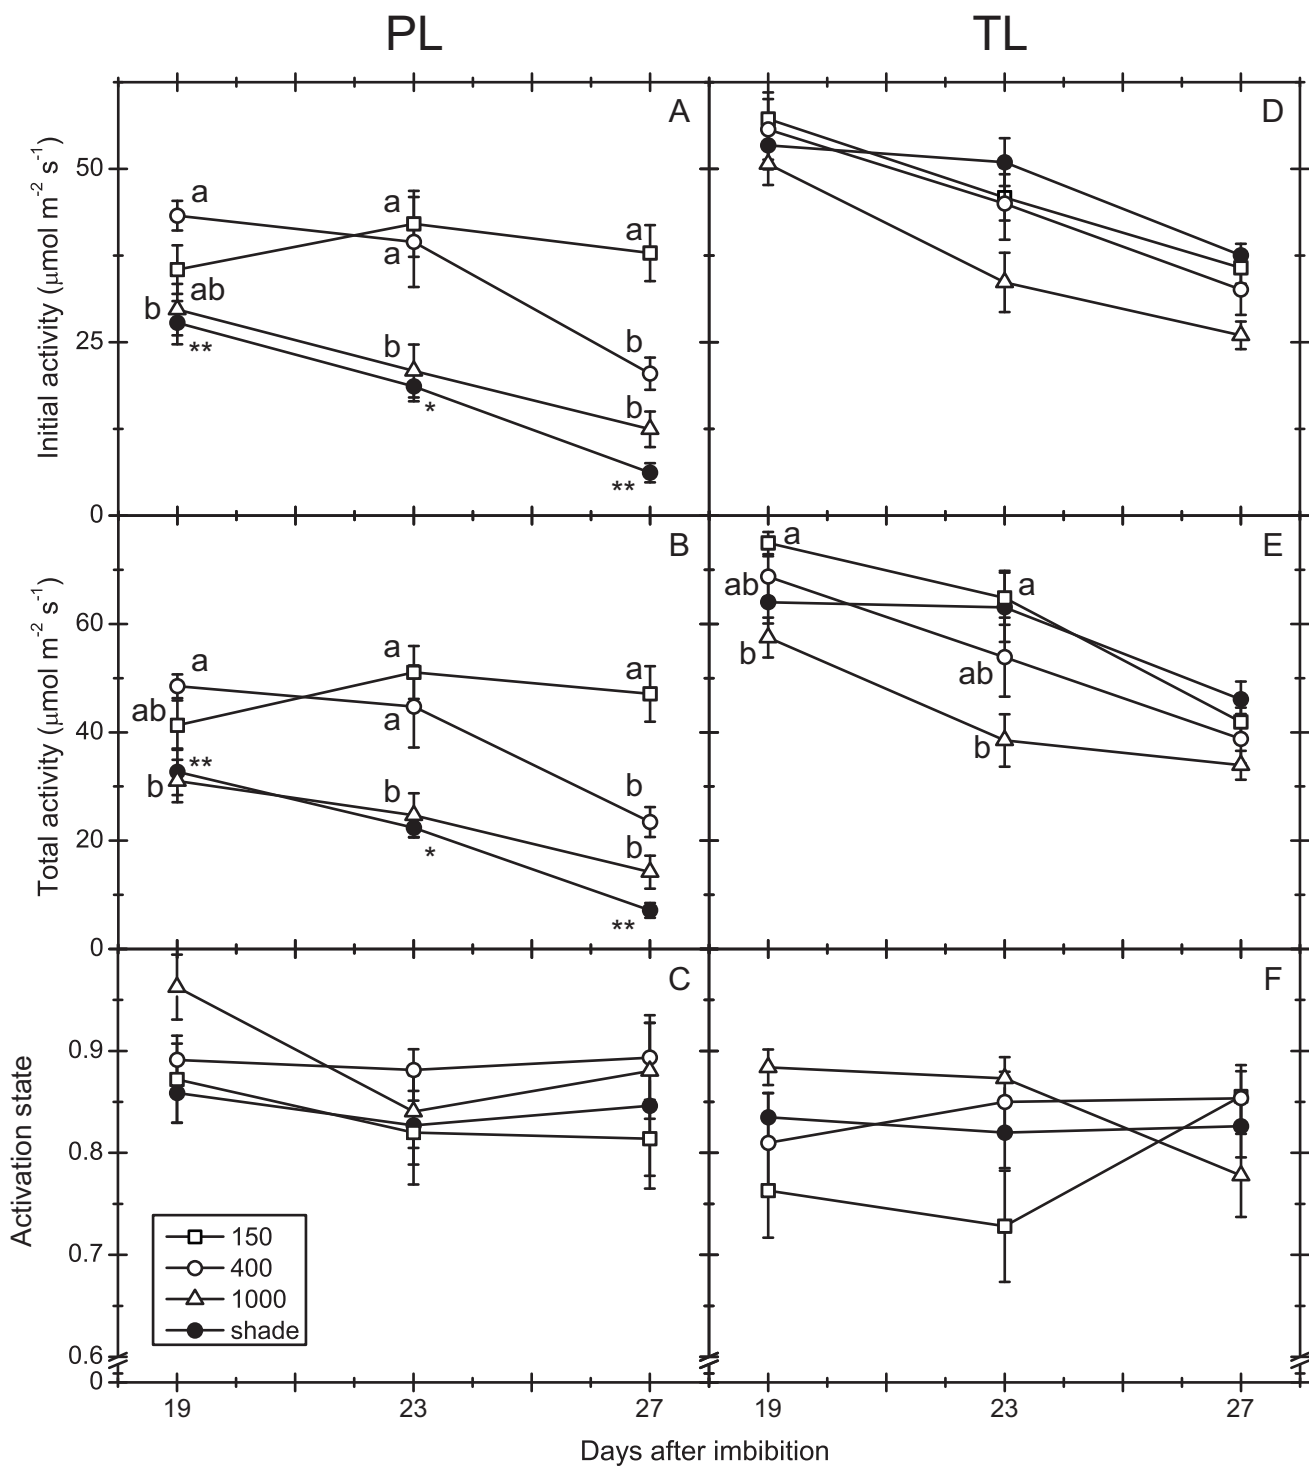 PL
TL
Initial activity (μmol m-2 s-1)
50
25
0
A
a
ab
b
**
a
a
b
*
a
b
b
**
D
Total activity (μmol m-2 s-1)
60
40
20
0
B
a
ab
**
b
a
a
b
*
a
b
b
**
E
a
ab
b
a
ab
b
Activation state
0.9
0.8
0.7
0.6
0
C
150
400
1000
shade
F
19
23
27
19
23
27
Days after imbibition